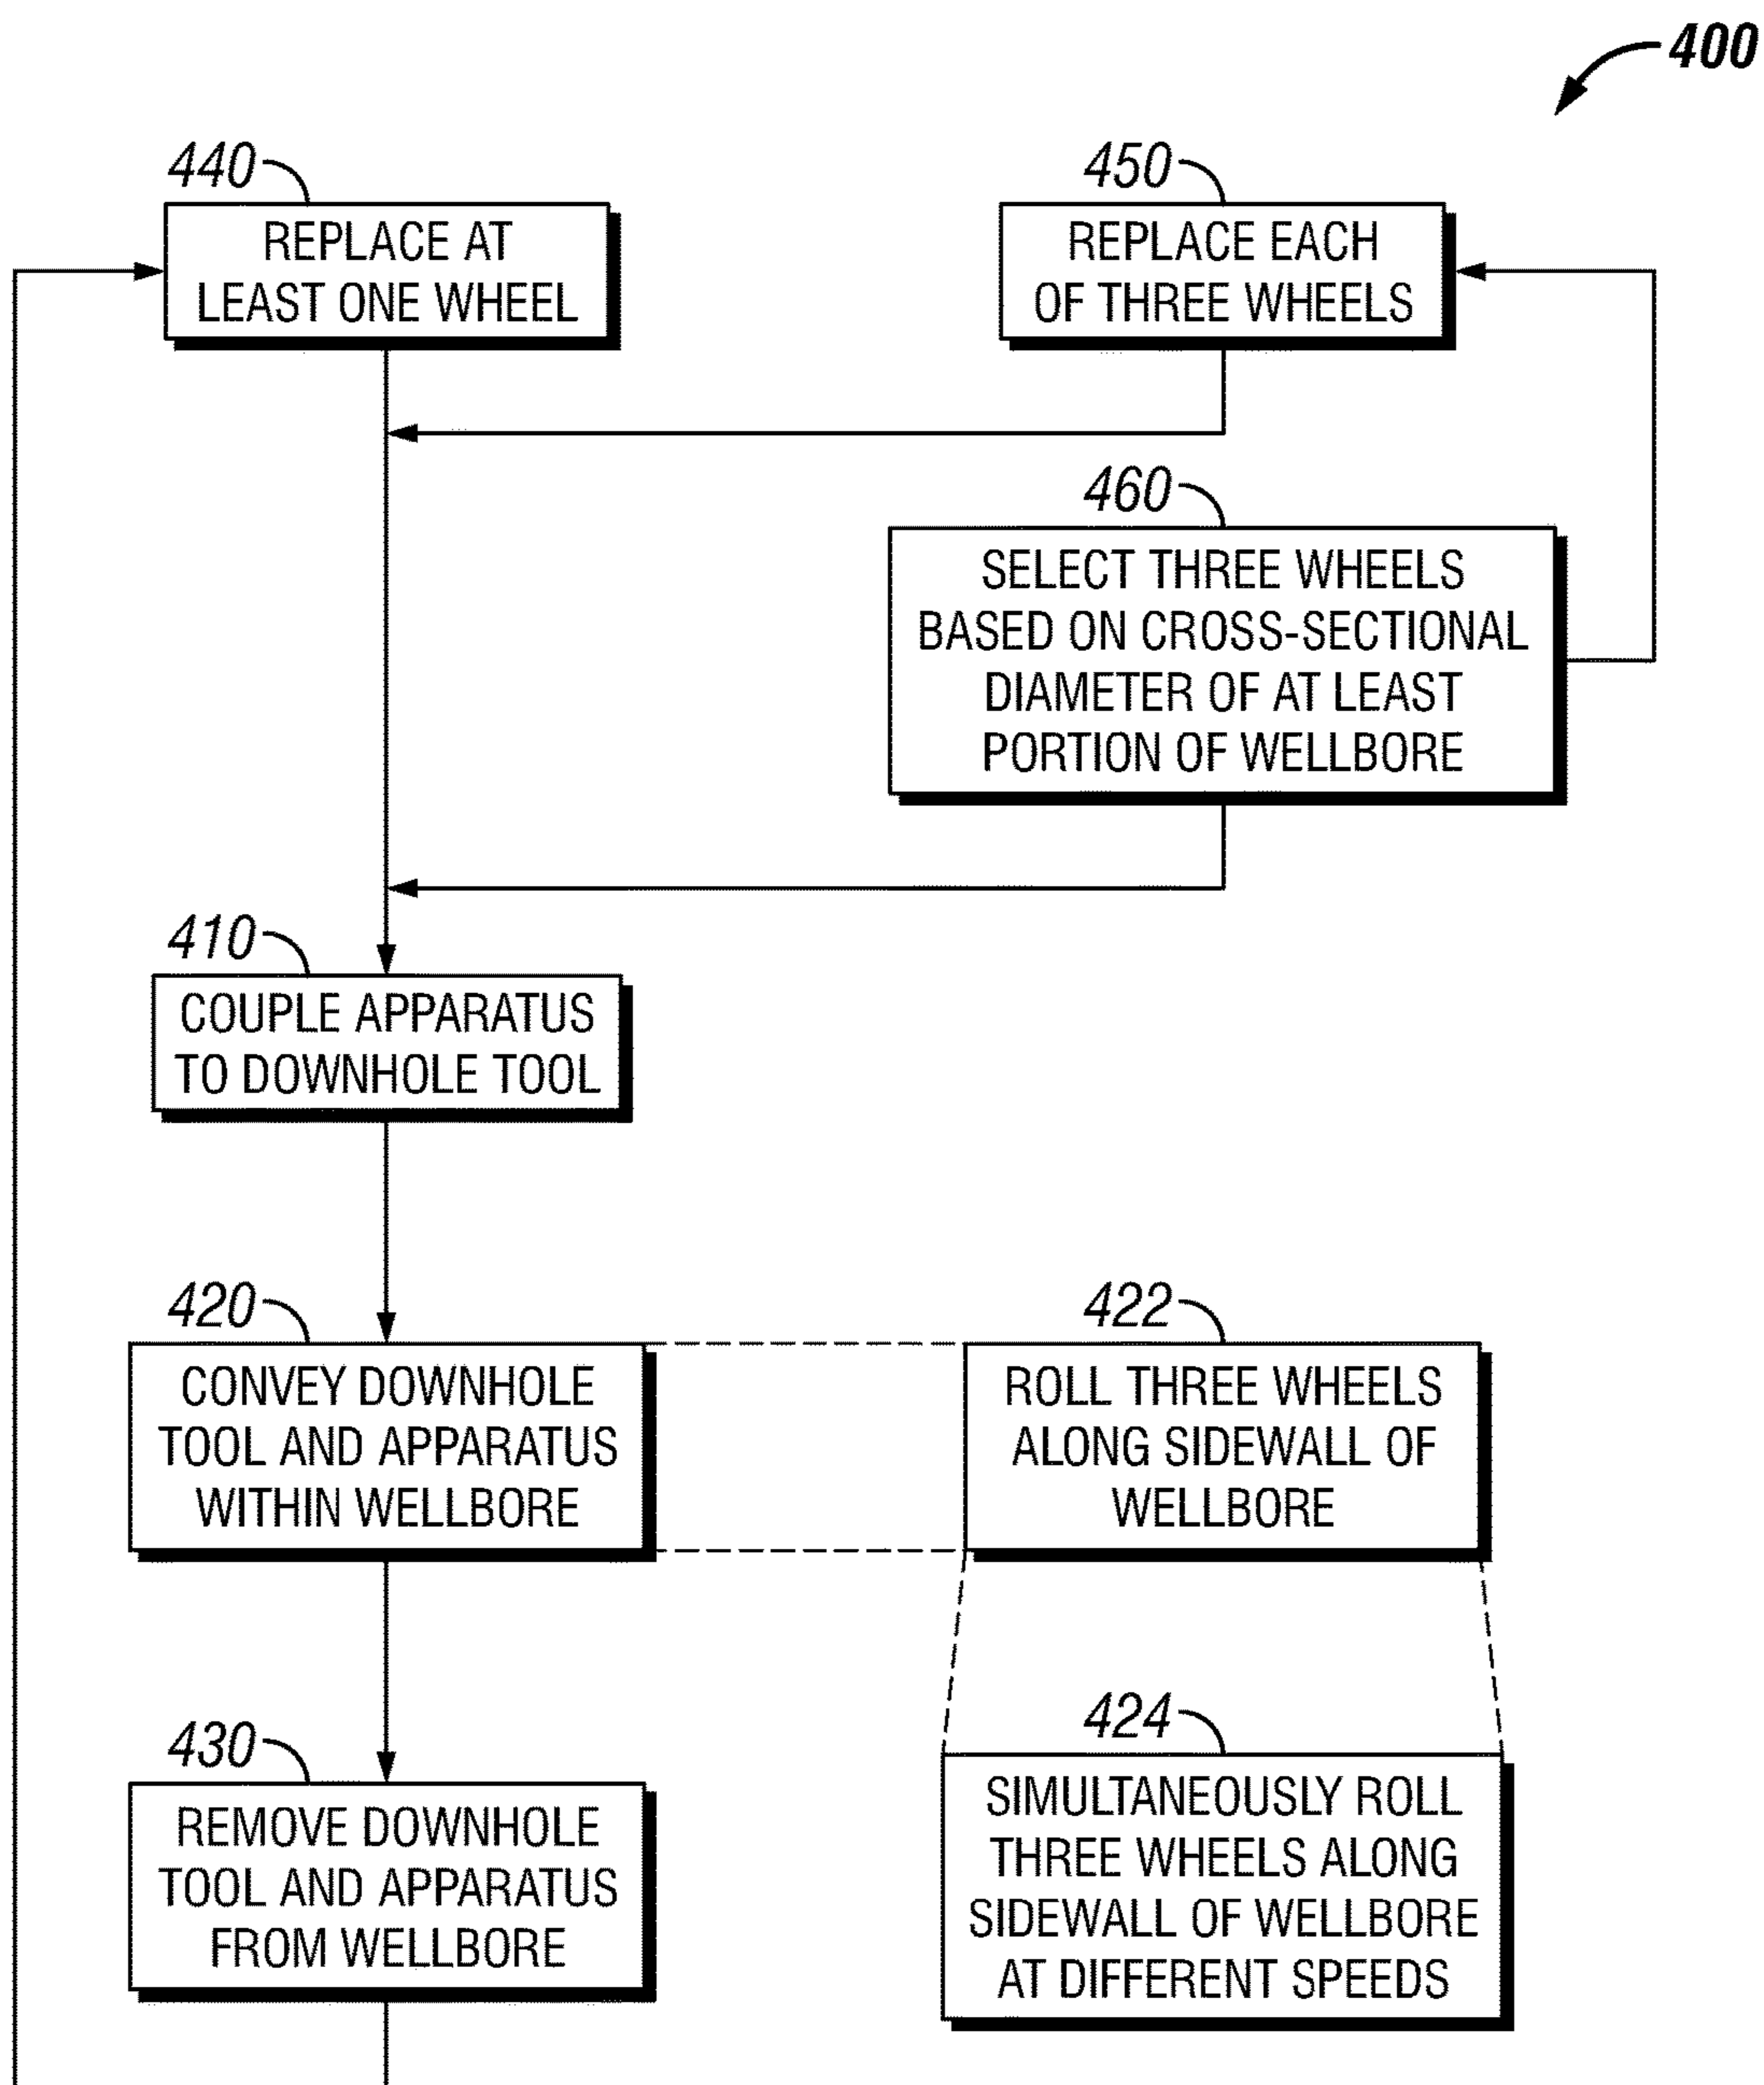 400
440
REPLACE AT
LEAST ONE WHEEL
450
REPLACE EACH
OF THREE WHEELS
460
SELECT THREE WHEELS
BASED ON CROSS-SECTIONAL
DIAMETER OF AT LEAST
PORTION OF WELLBORE
410
COUPLE APPARATUS
TO DOWNHOLE TOOL
420
CONVEY DOWNHOLE
TOOL AND APPARATUS
WITHIN WELLBORE
422
ROLL THREE WHEELS
ALONG SIDEWALL OF
WELLBORE
430
REMOVE DOWNHOLE
TOOL AND APPARATUS
FROM WELLBORE
424
SIMULTANEOUSLY ROLL
THREE WHEELS ALONG
SIDEWALL OF WELLBORE
AT DIFFERENT SPEEDS